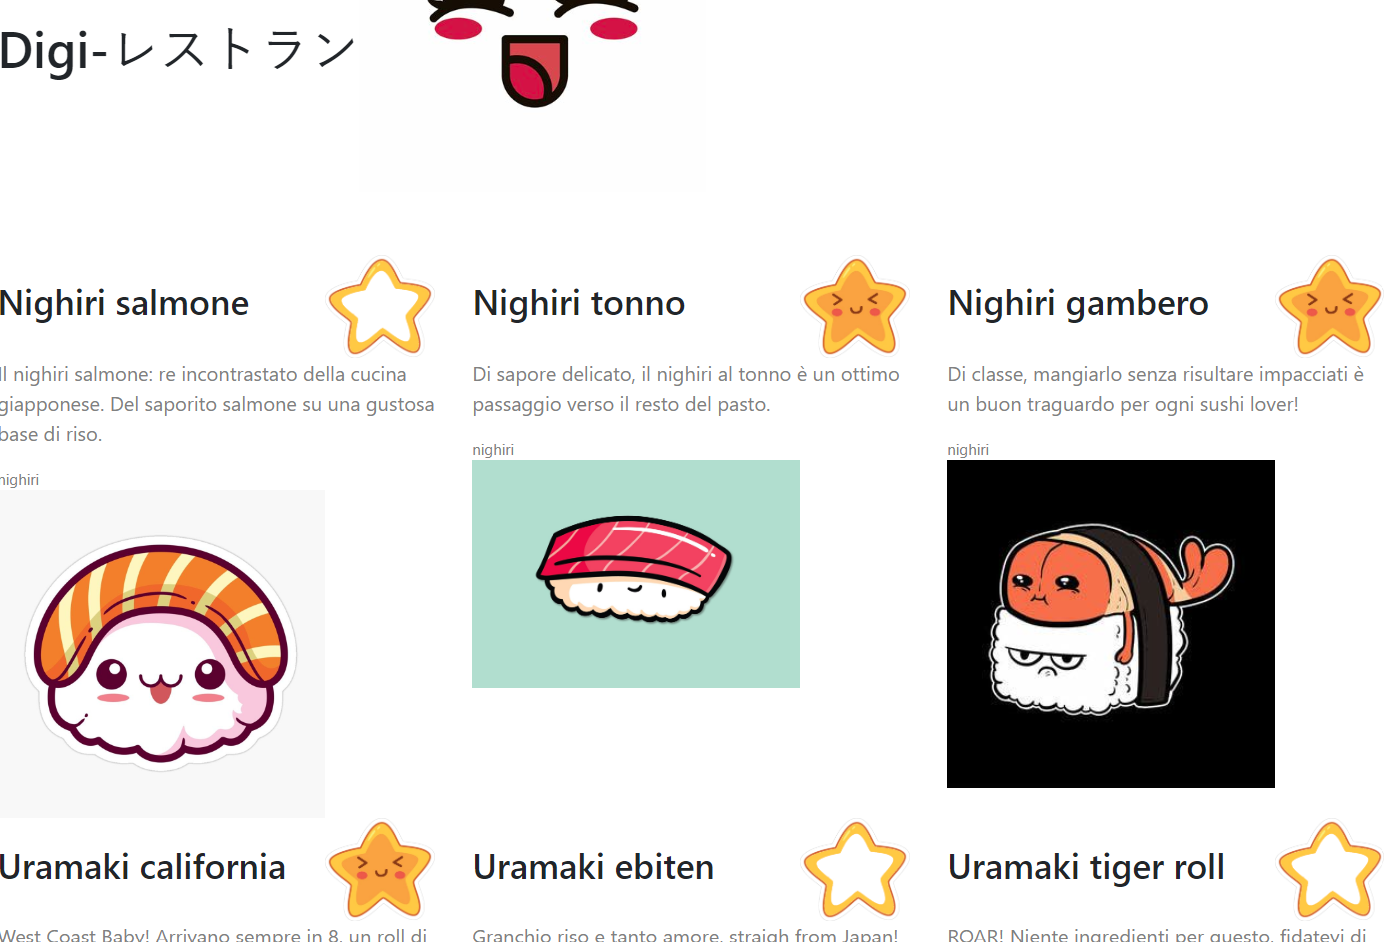 Digi-レストラン
Nighiri salmone
Il nighiri salmone: re incontrastato della cucina
giapponese. Del saporito salmone su una gustosa
base di riso.
nighiri
Nighiri tonno
Di sapore delicato, il nighiri al tonno è un ottimo
passaggio verso il resto del pasto.
nighiri
Nighiri gambero
Di classe, mangiarlo senza risultare impacciati è
un buon traguardo per ogni sushi lover!
nighiri
Uramaki california
West Coast Baby! Arrivano sempre in 8, un roll di
Uramaki ebiten
Granchio riso e tanto amore, straigh from Japan!
Uramaki tiger roll
ROAR! Niente ingredienti per questo, fidatevi di